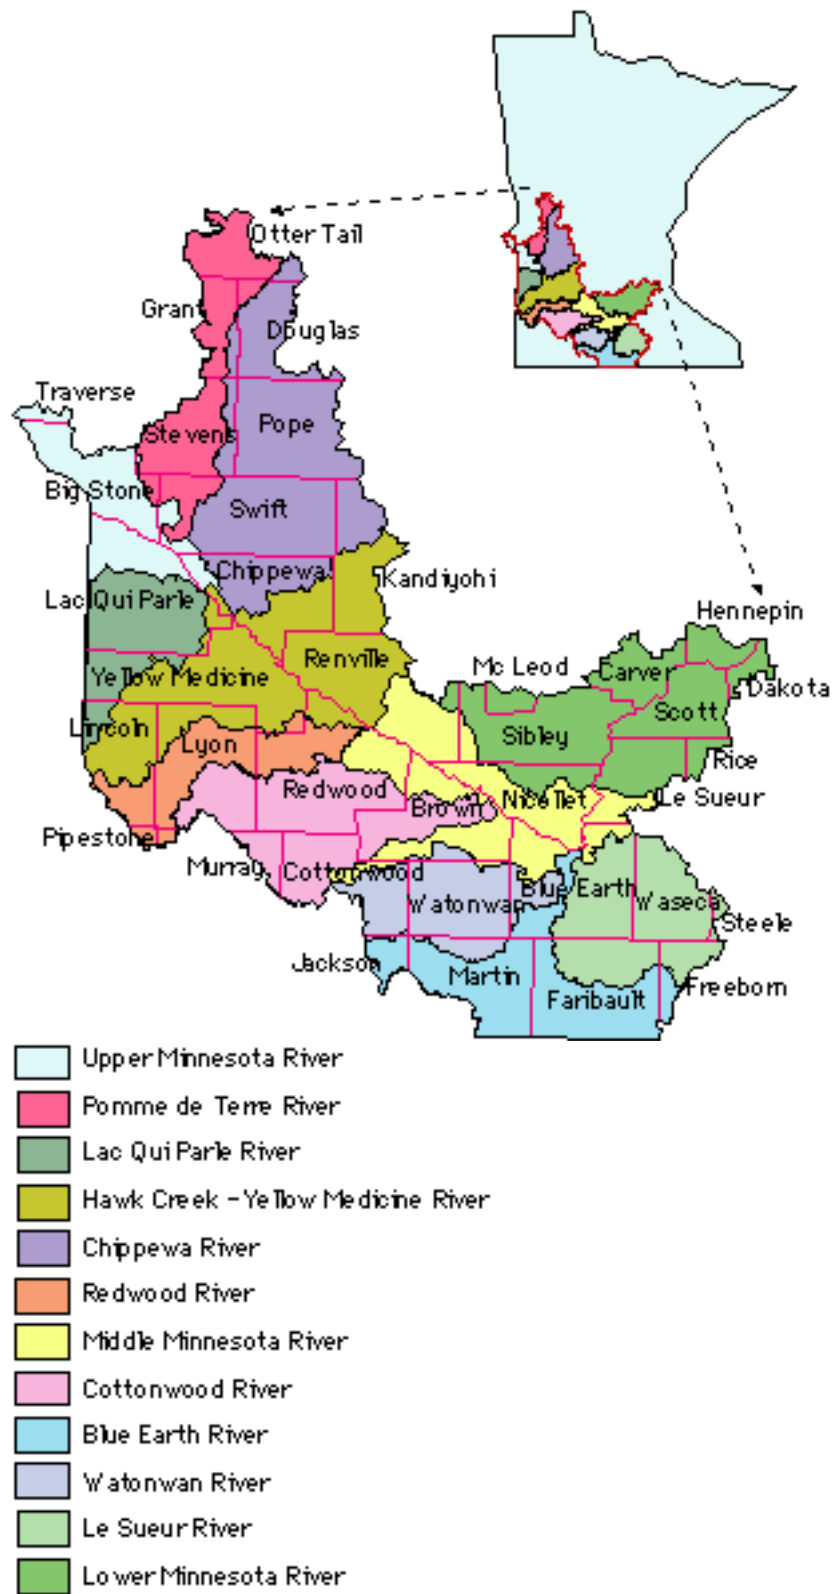 Otter Tail
Grant
Douglas
Traverse
Stevens
Pope
Big Stone
Swift
Chippewa
Kandiyohi
Lac Qui Parle
Hennepin
Mc Leod
Renville
Carver
Yellow Medicine
Dakota
Scott
Lincoln
Lyon
Sibley
Rice
Redwood
Nicollet
Le Sueur
Brown
Pipestone
Murray
Cottonwood
Blue Earth
Watonwan
Waseca
Steele
Jackson
Martin
Faribault
Freeborn
Upper Minnesota River
Pomme de Terre River
Lac Qui Parle River
Hawk Creek - Yellow Medicine River
Chippewa River
Redwood River
Middle Minnesota River
Cottonwood River
Blue Earth River
Watonwan River
Le Sueur River
Lower Minnesota River